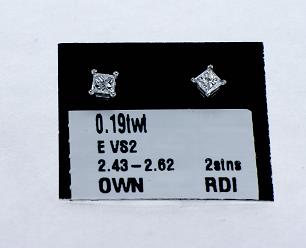 0.19twt
E VS2
2.43-2.62 2stns
OWN RDI